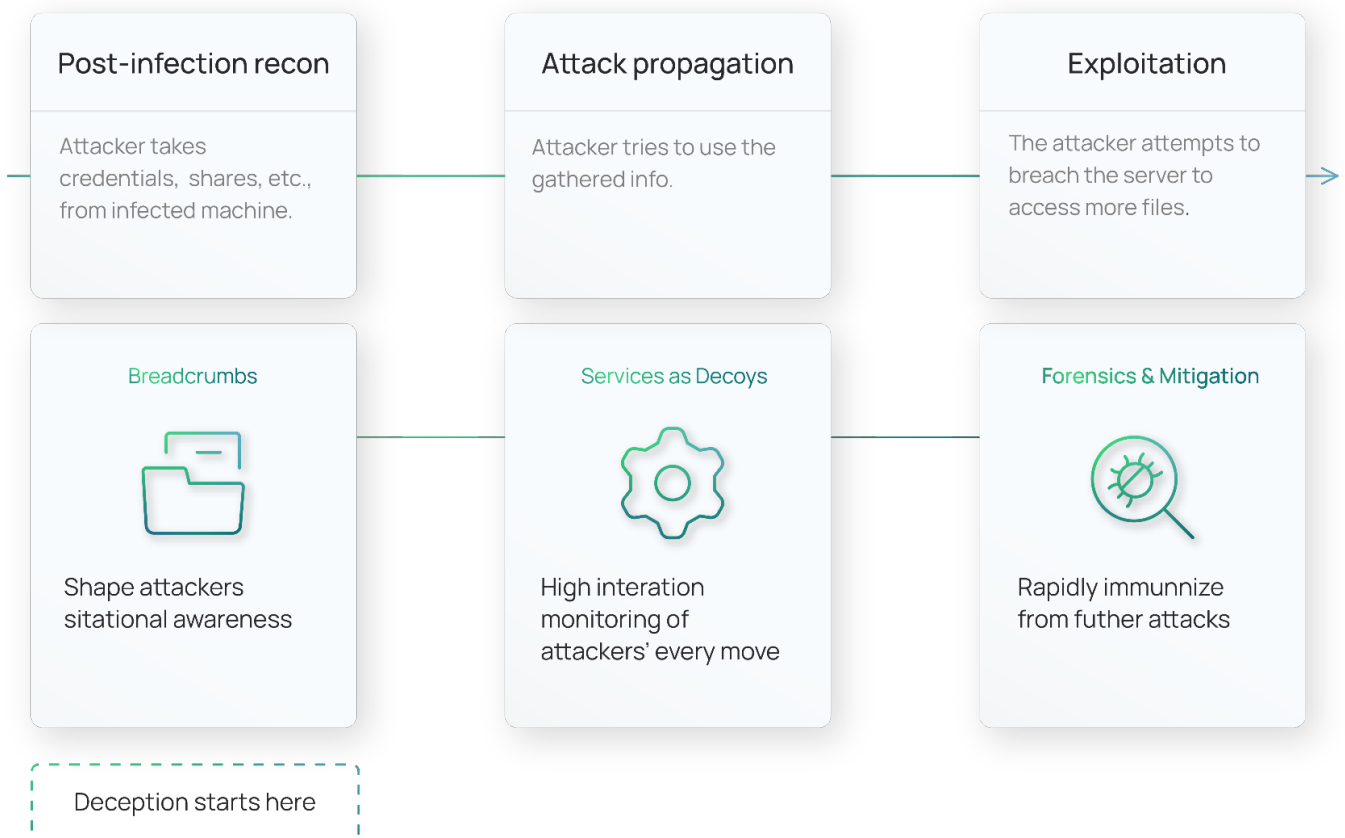 Post-infection recon
Attacker takes
credentials, shares, etc.,
from infected machine.
Attack propagation
Attacker tries to use the
gathered info.
Exploitation
The attacker attempts to
breach the server to
access more files.
Breadcrumbs
Shape attackers
sitational awareness
Services as Decoys
High interation
monitoring of
attackers’ every move
Forensics & Mitigation
Rapidly immunnize
from futher attacks
Deception starts here